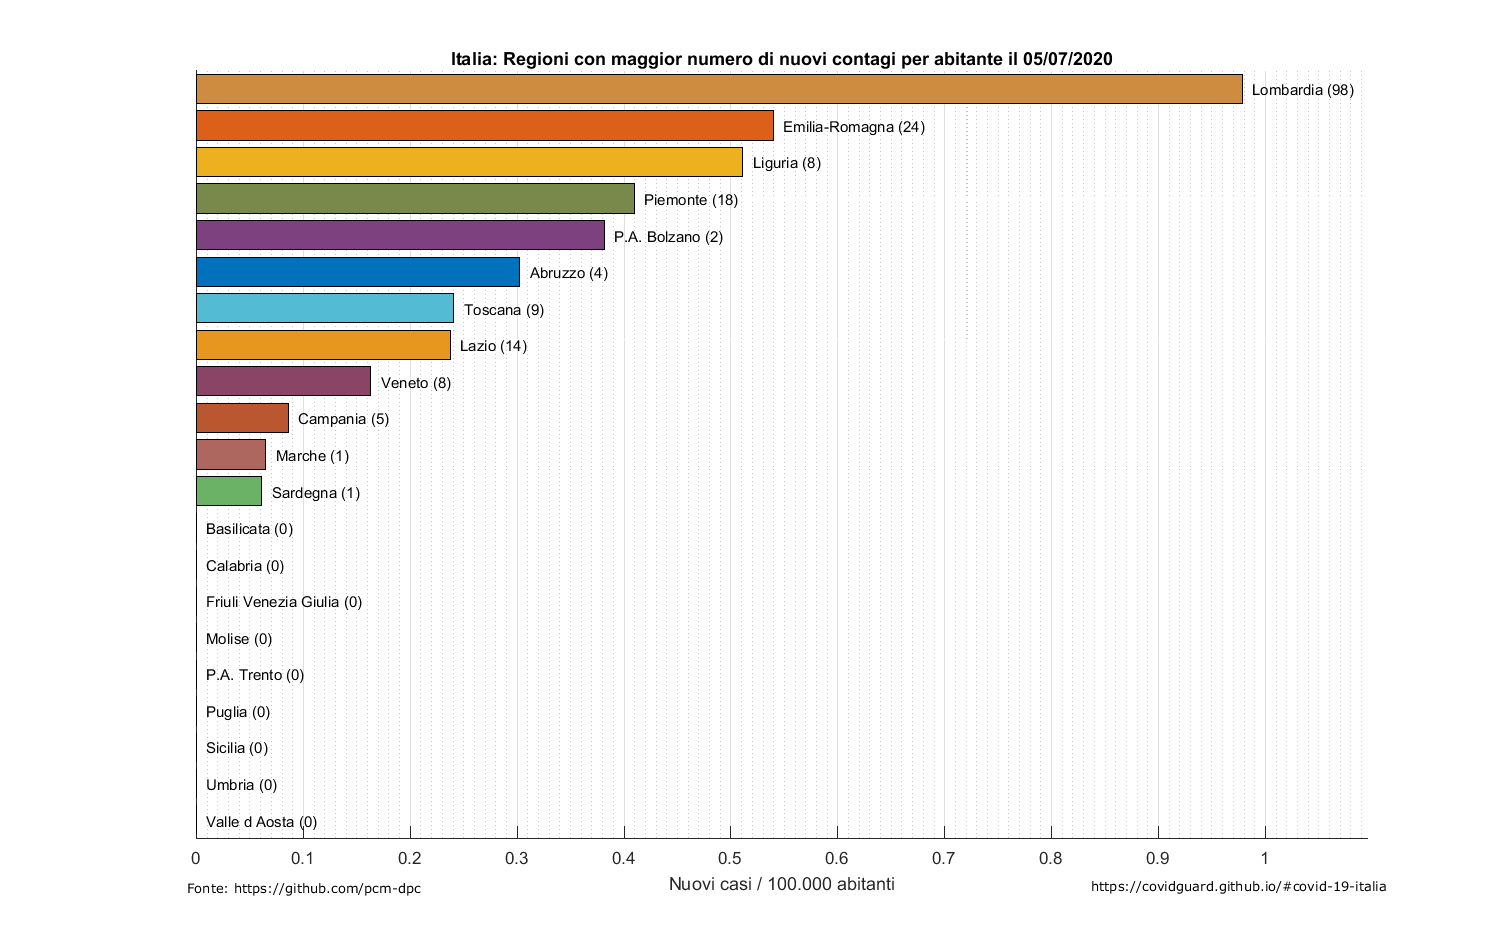 Italia: Regioni con maggior numero di nuovi contagi per abitante il 05/07/2020
Lombardia (98)
Emilia-Romagna (24)
Liguria (8)
Piemonte (18)
P.A. Bolzano (2)
Abruzzo (4)
Toscana (9)
Lazio (14)
Veneto (8)
Campania (5)
Marche (1)
Sardegna (1)
Basilicata (0)
Calabria (0)
Friuli Venezia Giulia (0)
Molise (0)
P.A. Trento (0)
Puglia (0)
Sicilia (0)
Umbria (0)
Valle d Aosta (0)
0 0.1 0.2 0.3 0.4 0.5 0.6 0.7 0.8 0.9 1
Nuovi casi / 100.000 abitanti
Fonte: https://github.com/pcm-dpc
https://covidguard.github.io/#covid-19-italia